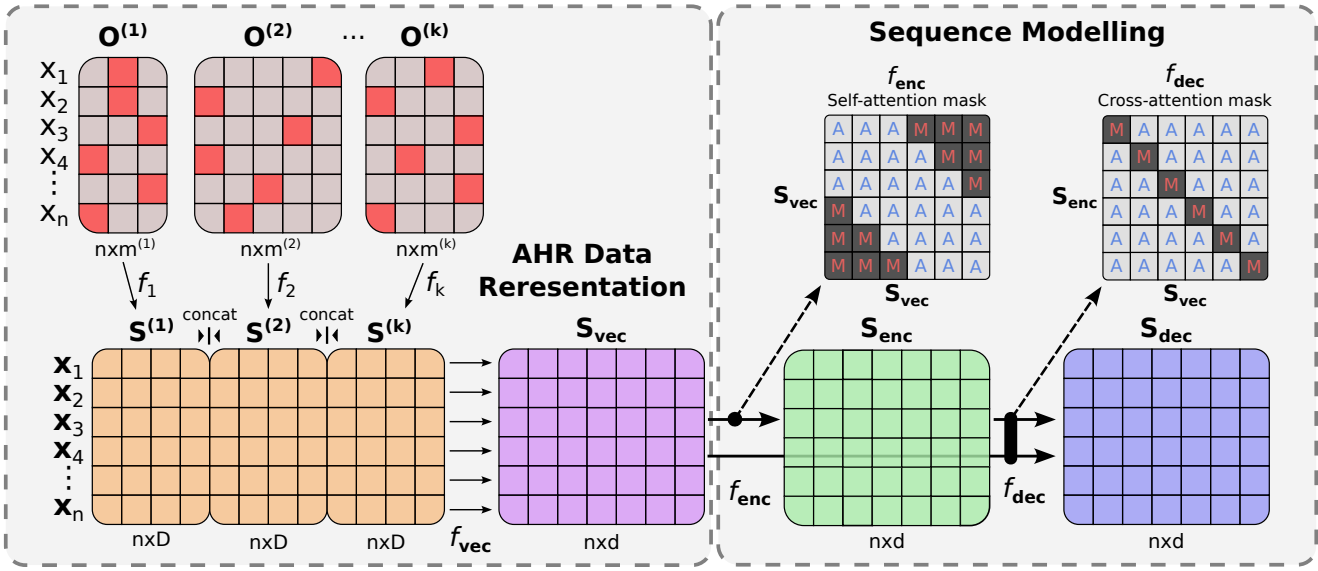 O(1) O(2) ... O(k)
x1
x2
x3
x4
⋮
xn
nxm(1) nxm(2) nxm(k)
f1 f2 fk
AHR Data
Reresentation
S(1) concat S(2) concat S(k)
x1
x2
x3
x4
⋮
xn
nxD nxD nxD
fvec
Svec
nxd
Sequence Modelling
fenc
Self-attention mask
A A A M M M
A A A A M M
A A A A A M
M A A A A A
M M A A A A
M M M A A A
Svec
Svec
fdec
Cross-attention mask
M A A A A A
A M A A A A
A A M A A A
A A A M A A
A A A A M A
A A A A A M
Senc
Svec
Senc
Sdec
fenc
fdec
nxd
nxd